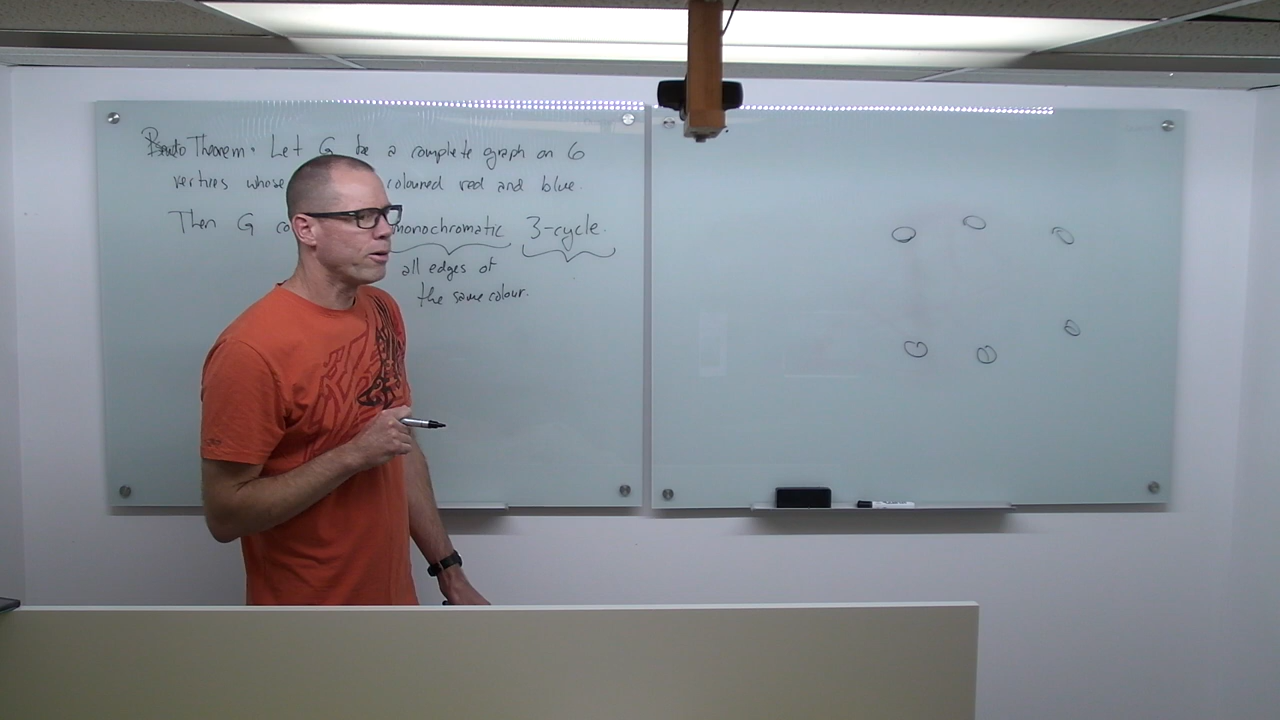 Theorem. Let G be a complete graph on 6
vertices whose coloured red and blue.
Then G monochromatic 3-cycle.
all edges of
the same colour.